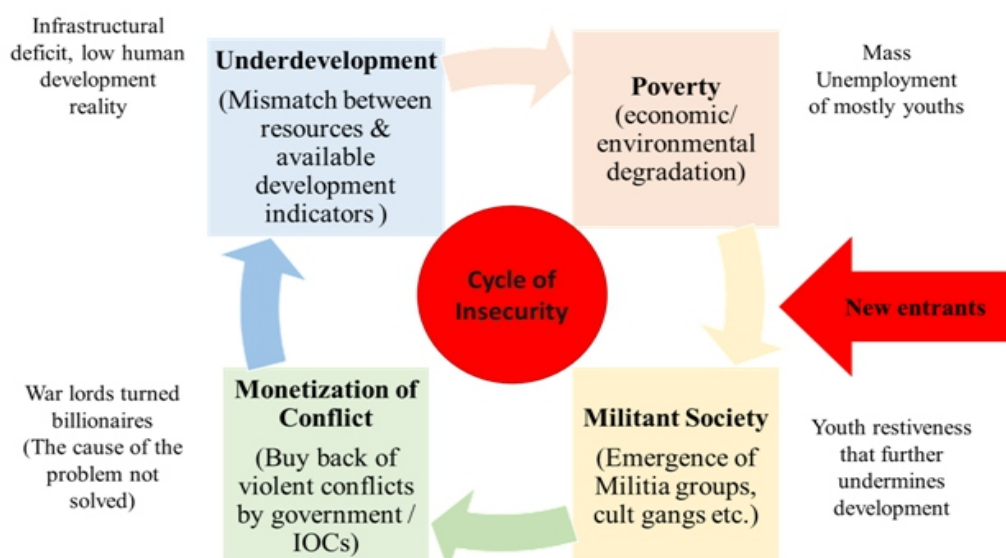 Infrastructural
deficit, low human
development
reality
Underdevelopment
(Mismatch between
resources &
available
development
indicators )
Poverty
(economic/
environmental
degradation)
Mass
Unemployment
of mostly youths
Cycle of
Insecurity
New entrants
War lords turned
billionaires
(The cause of the
problem not
solved)
Monetization of
Conflict
(Buy back of
violent conflicts
by government /
IOCs)
Militant Society
(Emergence of
Militia groups,
cult gangs etc.)
Youth restiveness
that further
undermines
development